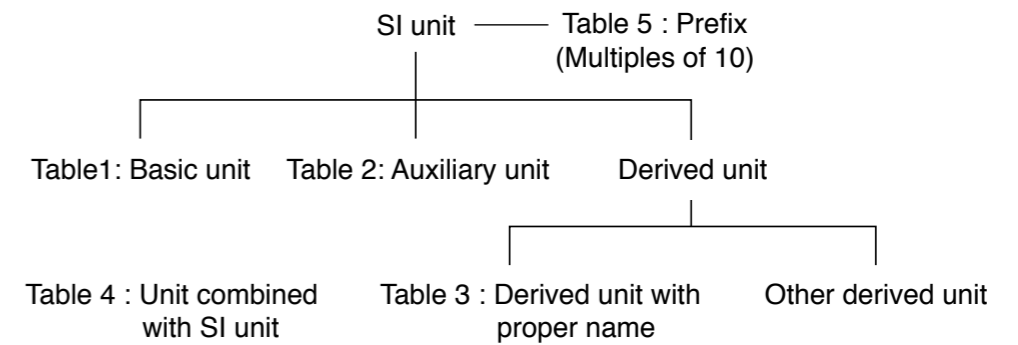 SI unit
Table 5 : Prefix
(Multiples of 10)
Table1: Basic unit
Table 2: Auxiliary unit
Derived unit
Table 4 : Unit combined
with SI unit
Table 3 : Derived unit with
proper name
Other derived unit